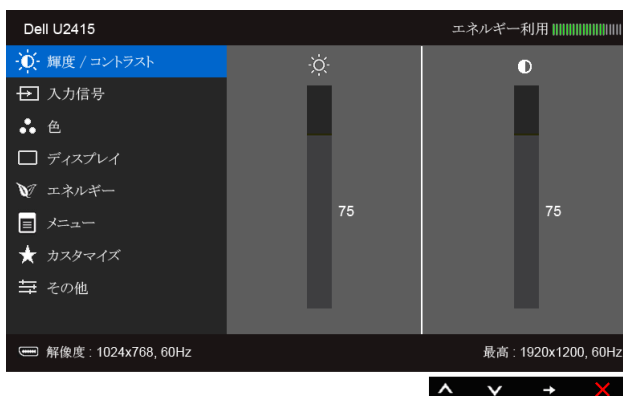 Dell U2415
エネルギー利用
輝度 / コントラスト
入力信号
色
ディスプレイ
エネルギー
メニュー
カスタマイズ
その他
75
75
解像度 : 1024x768, 60Hz
最高 : 1920x1200, 60Hz